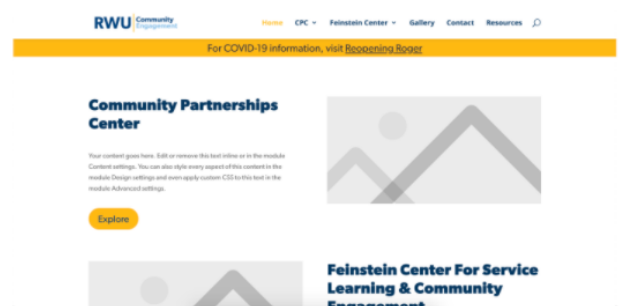 RWU Community Engagement
Home CPC Feinstein Center Gallery Contact Resources
For COVID-19 information, visit Reopening Roger
Community Partnerships
Center
Your content goes here. Edit or remove this text inline or in the module
Content settings. You can also style every aspect of this content in the
module Design settings and even apply custom CSS to this text in the
module Advanced settings.
Explore
Feinstein Center For Service
Learning & Community
Engagement